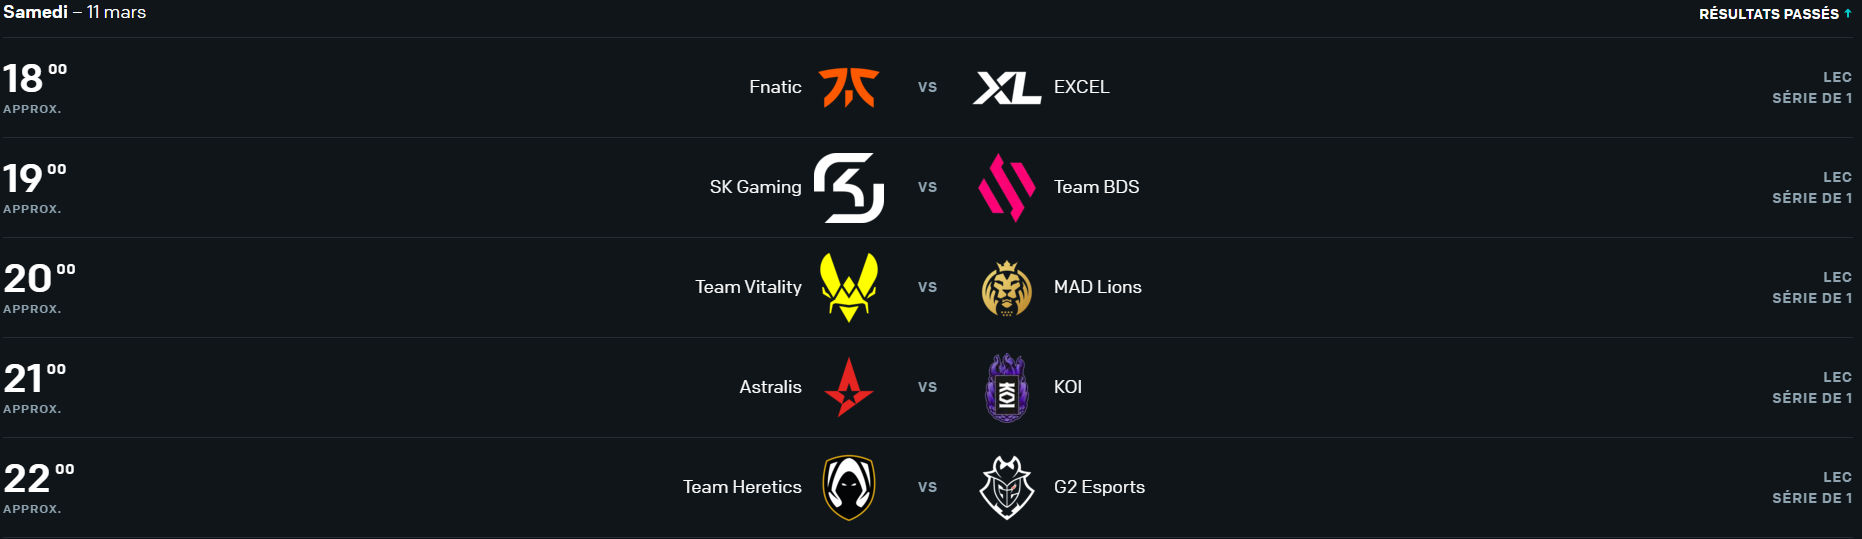 Samedi – 11 mars
RÉSULTATS PASSÉS ↑
18 00
APPROX.
Fnatic
VS
XL
EXCEL
LEC
SÉRIE DE 1
19 00
APPROX.
SK Gaming
VS
Team BDS
LEC
SÉRIE DE 1
20 00
APPROX.
Team Vitality
VS
MAD Lions
LEC
SÉRIE DE 1
21 00
APPROX.
Astralis
VS
KOI
KOI
LEC
SÉRIE DE 1
22 00
APPROX.
Team Heretics
VS
G2 Esports
LEC
SÉRIE DE 1